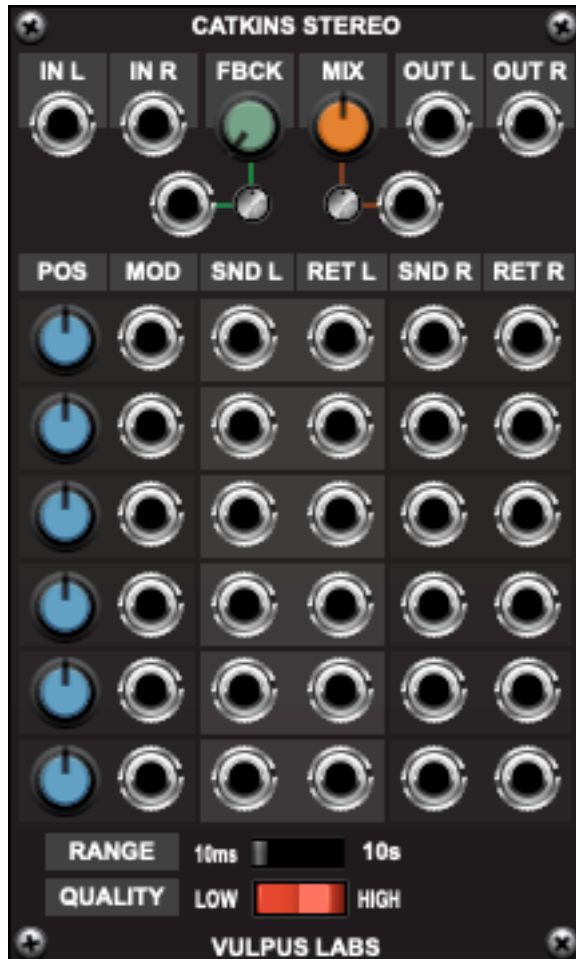 CATKINS STEREO
IN L IN R FBCK MIX OUT L OUT R
POS MOD SND L RET L SND R RET R
RANGE 10ms 10s
QUALITY LOW HIGH
VULPUS LABS